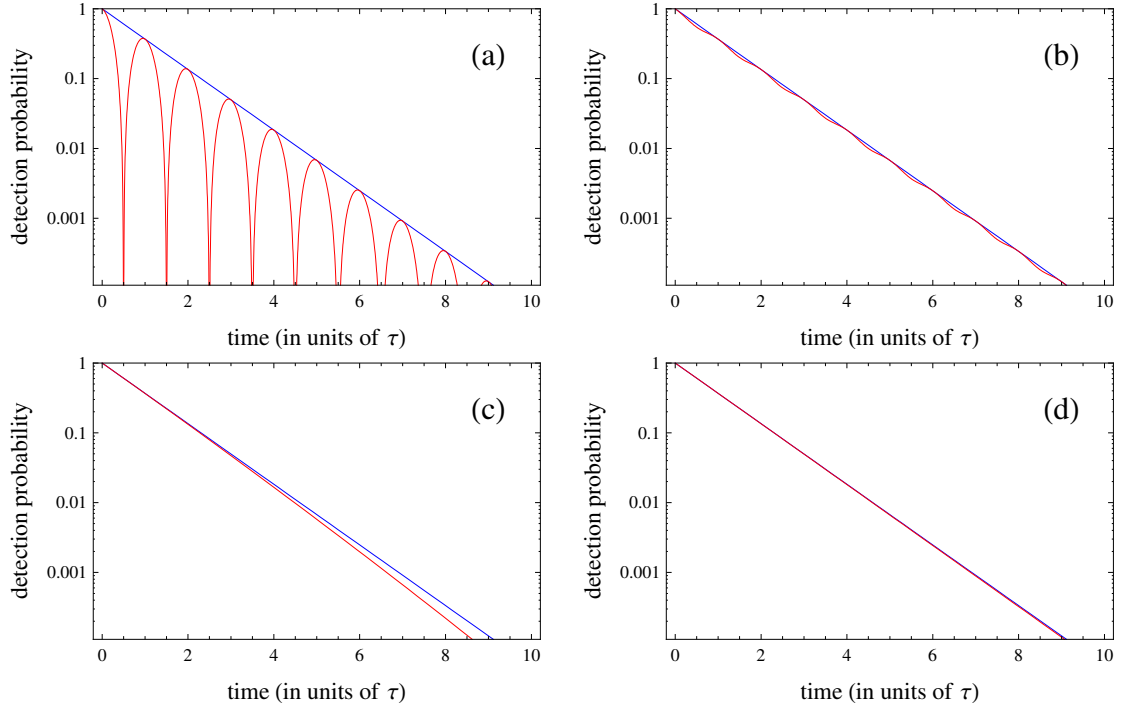 (a)
detection probability
1
0.1
0.01
0.001
0 2 4 6 8 10
time (in units of τ)
(b)
detection probability
1
0.1
0.01
0.001
0 2 4 6 8 10
time (in units of τ)
(c)
detection probability
1
0.1
0.01
0.001
0 2 4 6 8 10
time (in units of τ)
(d)
detection probability
1
0.1
0.01
0.001
0 2 4 6 8 10
time (in units of τ)